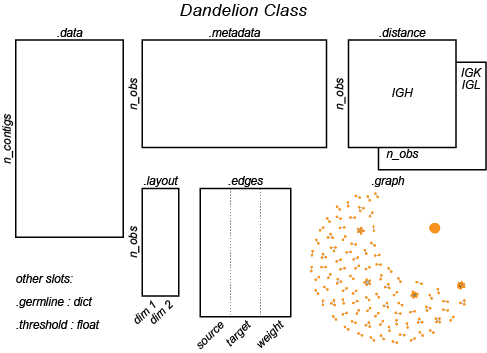 Dandelion Class
.data
.metadata
.distance
n_contigs
n_obs
n_obs
IGH
IGK
IGL
n_obs
.layout
.edges
.graph
n_obs
dim 1
dim 2
source
target
weight
other slots:
.germline : dict
.threshold : float